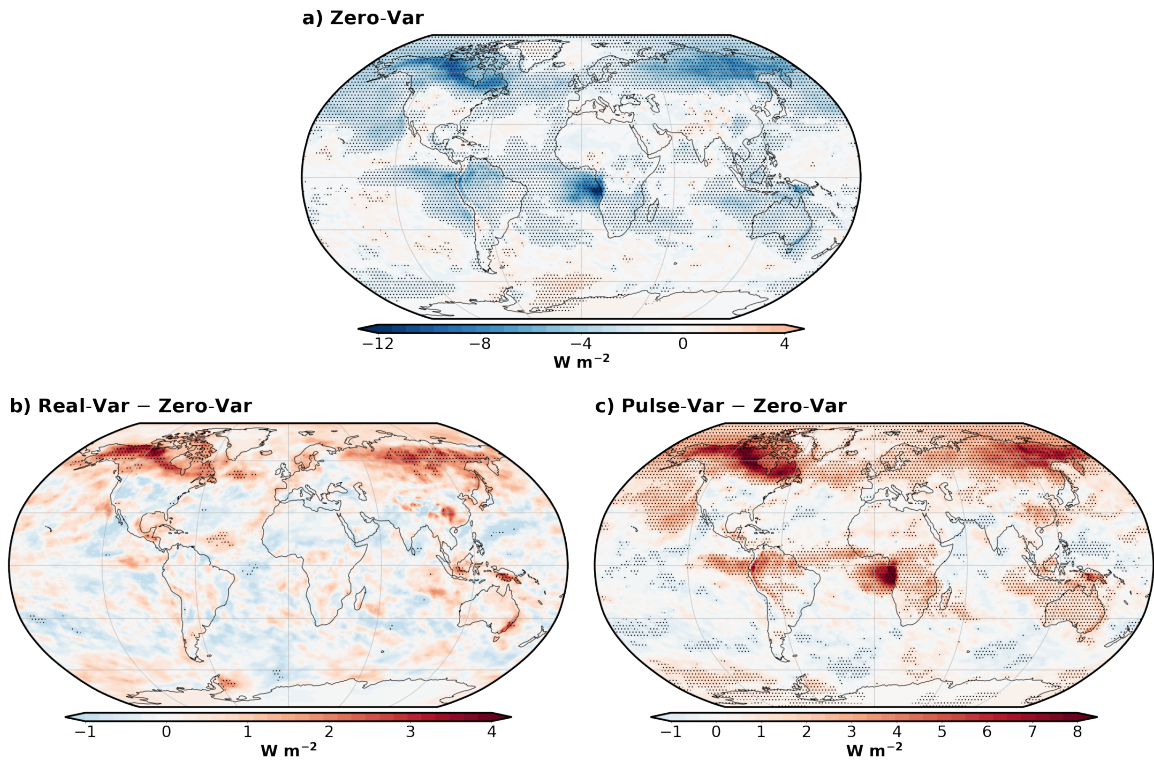 a) Zero-Var
−12 −8 −4 0 4
W m⁻²
b) Real-Var − Zero-Var
−1 0 1 2 3 4
W m⁻²
c) Pulse-Var − Zero-Var
−1 0 1 2 3 4 5 6 7 8
W m⁻²